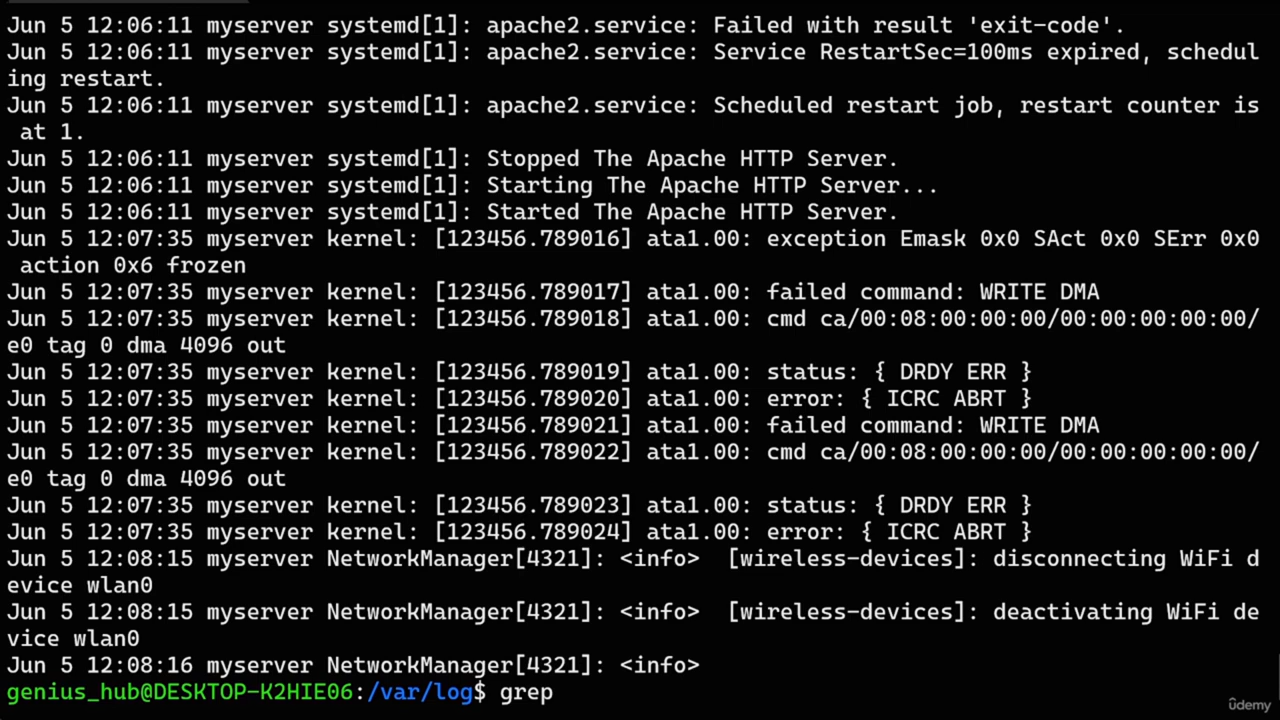 Jun 5 12:06:11 myserver systemd[1]: apache2.service: Failed with result 'exit-code'.
Jun 5 12:06:11 myserver systemd[1]: apache2.service: Service RestartSec=100ms expired, schedul
ing restart.
Jun 5 12:06:11 myserver systemd[1]: apache2.service: Scheduled restart job, restart counter is
 at 1.
Jun 5 12:06:11 myserver systemd[1]: Stopped The Apache HTTP Server.
Jun 5 12:06:11 myserver systemd[1]: Starting The Apache HTTP Server...
Jun 5 12:06:11 myserver systemd[1]: Started The Apache HTTP Server.
Jun 5 12:07:35 myserver kernel: [123456.789016] ata1.00: exception Emask 0x0 SAct 0x0 SErr 0x0
 action 0x6 frozen
Jun 5 12:07:35 myserver kernel: [123456.789017] ata1.00: failed command: WRITE DMA
Jun 5 12:07:35 myserver kernel: [123456.789018] ata1.00: cmd ca/00:08:00:00:00/00:00:00:00:00/
e0 tag 0 dma 4096 out
Jun 5 12:07:35 myserver kernel: [123456.789019] ata1.00: status: { DRDY ERR }
Jun 5 12:07:35 myserver kernel: [123456.789020] ata1.00: error: { ICRC ABRT }
Jun 5 12:07:35 myserver kernel: [123456.789021] ata1.00: failed command: WRITE DMA
Jun 5 12:07:35 myserver kernel: [123456.789022] ata1.00: cmd ca/00:08:00:00:00/00:00:00:00:00/
e0 tag 0 dma 4096 out
Jun 5 12:07:35 myserver kernel: [123456.789023] ata1.00: status: { DRDY ERR }
Jun 5 12:07:35 myserver kernel: [123456.789024] ata1.00: error: { ICRC ABRT }
Jun 5 12:08:15 myserver NetworkManager[4321]: <info>  [wireless-devices]: disconnecting WiFi d
evice wlan0
Jun 5 12:08:15 myserver NetworkManager[4321]: <info>  [wireless-devices]: deactivating WiFi de
vice wlan0
Jun 5 12:08:16 myserver NetworkManager[4321]: <info>
genius_hub@DESKTOP-K2HIE06:/var/log$ grep
ûdemy